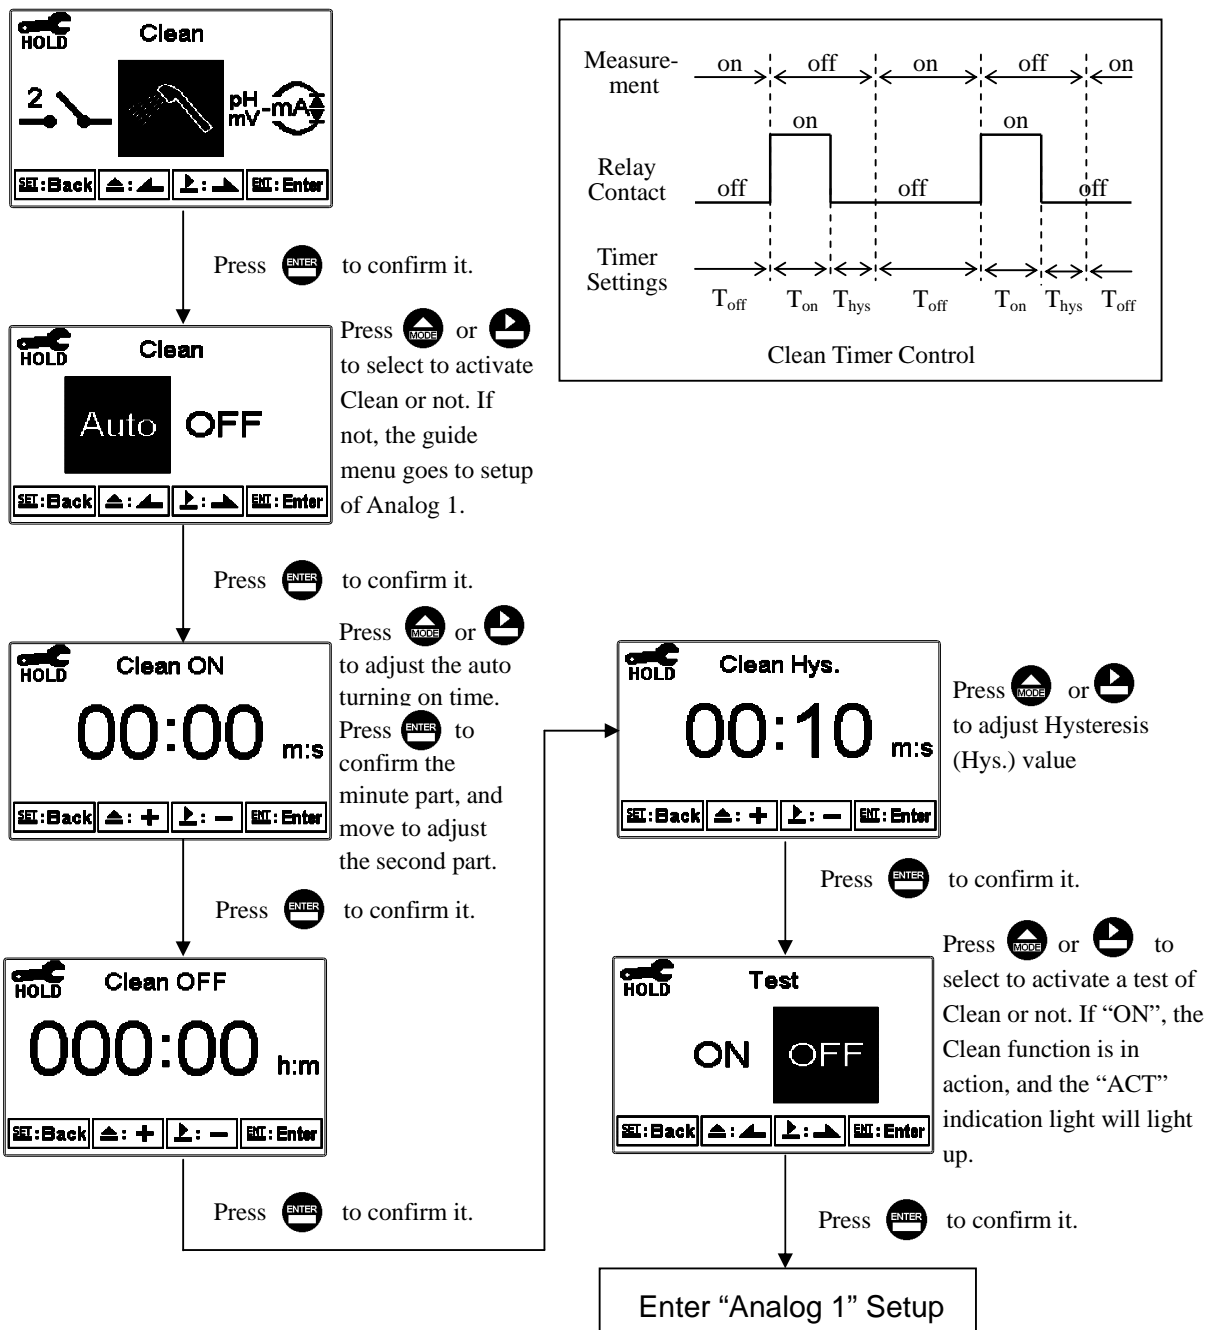 HOLD
Clean
2
pH
mV
-mA
SET:Back
ENT:Enter
Press ENTER to confirm it.
HOLD
Clean
Auto OFF
SET:Back
ENT:Enter
Press MODE or
to select to activate
Clean or not. If
not, the guide
menu goes to setup
of Analog 1.
Press ENTER to confirm it.
HOLD
Clean ON
00:00 m:s
SET:Back : + : − ENT:Enter
Press MODE or
to adjust the auto
turning on time.
Press ENTER to
confirm the
minute part, and
move to adjust
the second part.
Press ENTER to confirm it.
HOLD
Clean OFF
000:00 h:m
SET:Back : + : − ENT:Enter
Press ENTER to confirm it.
Measure-
ment
on off on off on
Relay
Contact
off on off on off
Timer
Settings
Toff Ton Thys Toff Ton Thys Toff
Clean Timer Control
HOLD
Clean Hys.
00:10 m:s
SET:Back : + : − ENT:Enter
Press MODE or
to adjust Hysteresis
(Hys.) value
Press ENTER to confirm it.
HOLD
Test
ON OFF
SET:Back
ENT:Enter
Press MODE or to
select to activate a test of
Clean or not. If “ON”, the
Clean function is in
action, and the “ACT”
indication light will light
up.
Press ENTER to confirm it.
Enter “Analog 1” Setup